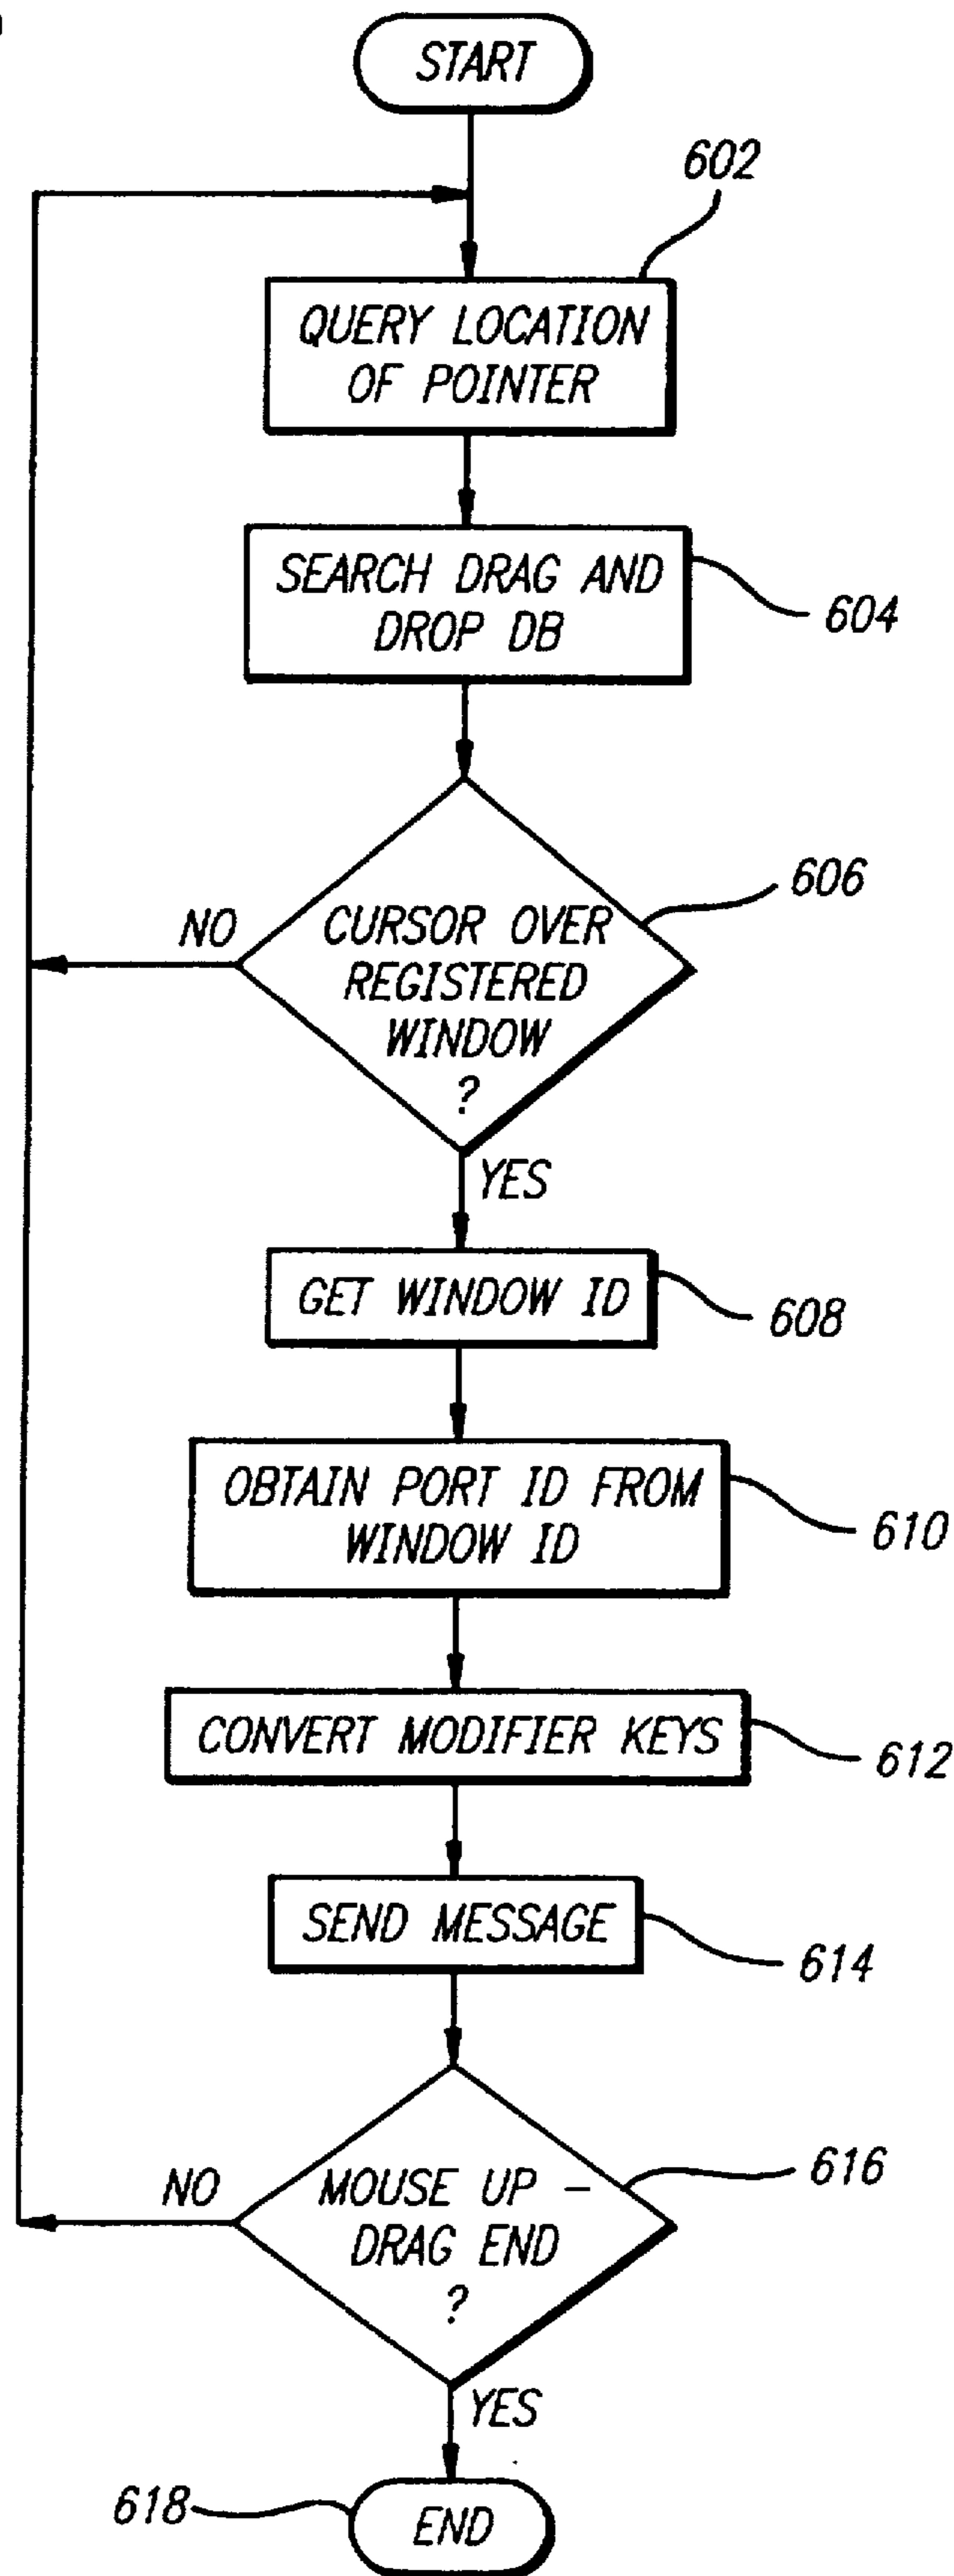 START
602
QUERY LOCATION
OF POINTER
SEARCH DRAG AND
DROP DB
604
606
NO
CURSOR OVER
REGISTERED
WINDOW
?
YES
GET WINDOW ID
608
OBTAIN PORT ID FROM
WINDOW ID
610
CONVERT MODIFIER KEYS
612
SEND MESSAGE
614
616
NO
MOUSE UP –
DRAG END
?
YES
618
END